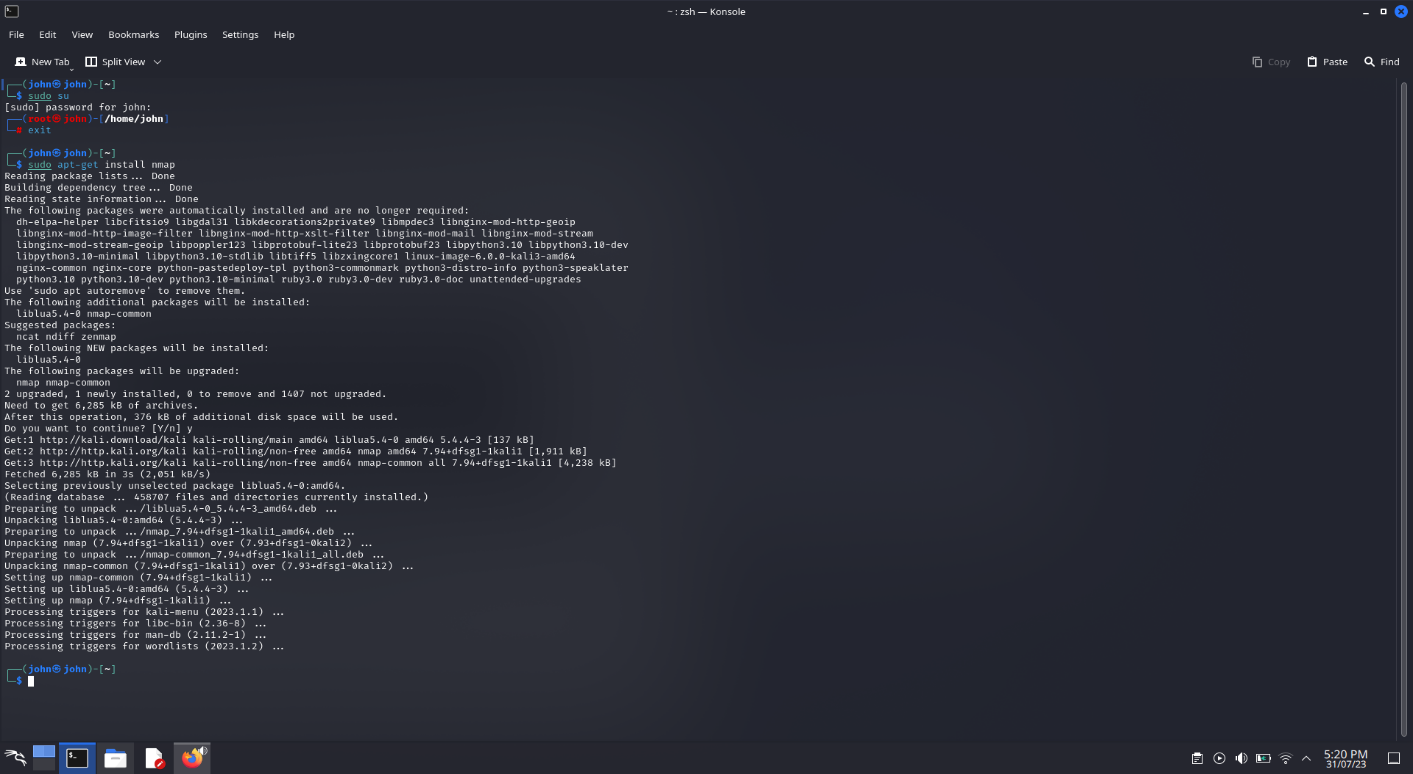 ~ : zsh — Konsole
File Edit View Bookmarks Plugins Settings Help
New Tab Split View Copy Paste Find
┌──(john㉿john)-[~]
└─$ sudo su
[sudo] password for john:
┌──(root㉿john)-[/home/john]
└─# exit
┌──(john㉿john)-[~]
└─$ sudo apt-get install nmap
Reading package lists... Done
Building dependency tree... Done
Reading state information... Done
The following packages were automatically installed and are no longer required:
dh-elpa-helper libcfitsio9 libgdal31 libkdecorations2private9 libmpdec3 libnginx-mod-http-geoip
libnginx-mod-http-image-filter libnginx-mod-http-xslt-filter libnginx-mod-mail libnginx-mod-stream
libnginx-mod-stream-geoip libpoppler123 libprotobuf-lite23 libprotobuf23 libpython3.10 libpython3.10-dev
libpython3.10-minimal libpython3.10-stdlib libtiff5 libzxingcore1 linux-image-6.0.0-kali3-amd64
nginx-common nginx-core python-pastedeploy-tpl python3-commonmark python3-distro-info python3-speaklater
python3.10 python3.10-dev python3.10-minimal ruby3.0 ruby3.0-dev ruby3.0-doc unattended-upgrades
Use 'sudo apt autoremove' to remove them.
The following additional packages will be installed:
liblua5.4-0 nmap-common
Suggested packages:
ncat ndiff zenmap
The following NEW packages will be installed:
liblua5.4-0
The following packages will be upgraded:
nmap nmap-common
2 upgraded, 1 newly installed, 0 to remove and 1407 not upgraded.
Need to get 6,285 kB of archives.
After this operation, 376 kB of additional disk space will be used.
Do you want to continue? [Y/n] y
Get:1 http://kali.download/kali kali-rolling/main amd64 liblua5.4-0 amd64 5.4.4-3 [137 kB]
Get:2 http://http.kali.org/kali kali-rolling/non-free amd64 nmap amd64 7.94+dfsg1-1kali1 [1,911 kB]
Get:3 http://http.kali.org/kali kali-rolling/non-free amd64 nmap-common all 7.94+dfsg1-1kali1 [4,238 kB]
Fetched 6,285 kB in 3s (2,051 kB/s)
Selecting previously unselected package liblua5.4-0:amd64.
(Reading database ... 458707 files and directories currently installed.)
Preparing to unpack .../liblua5.4-0_5.4.4-3_amd64.deb ...
Unpacking liblua5.4-0:amd64 (5.4.4-3) ...
Preparing to unpack .../nmap_7.94+dfsg1-1kali1_amd64.deb ...
Unpacking nmap (7.94+dfsg1-1kali1) over (7.93+dfsg1-0kali2) ...
Preparing to unpack .../nmap-common_7.94+dfsg1-1kali1_all.deb ...
Unpacking nmap-common (7.94+dfsg1-1kali1) over (7.93+dfsg1-0kali2) ...
Setting up nmap-common (7.94+dfsg1-1kali1) ...
Setting up liblua5.4-0:amd64 (5.4.4-3) ...
Setting up nmap (7.94+dfsg1-1kali1) ...
Processing triggers for kali-menu (2023.1.1) ...
Processing triggers for libc-bin (2.36-8) ...
Processing triggers for man-db (2.11.2-1) ...
Processing triggers for wordlists (2023.1.2) ...
┌──(john㉿john)-[~]
└─$
5:20 PM
31/07/23